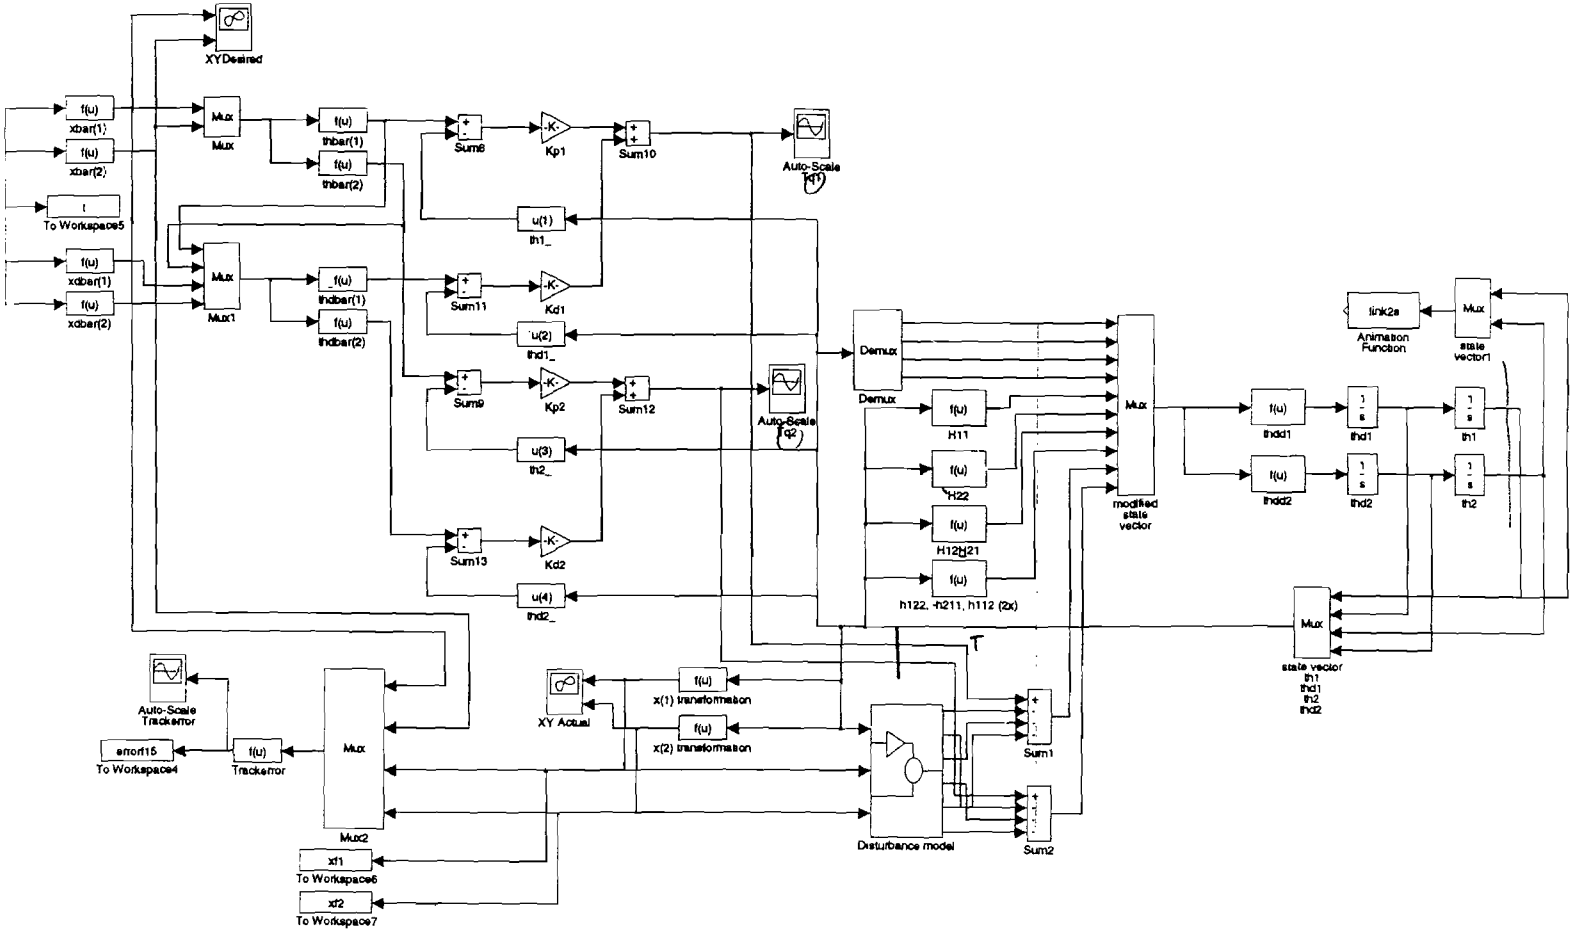 XYDesired
f(u)
xbar(1)
f(u)
xbar(2)
t
To Workspace5
f(u)
xdbar(1)
f(u)
xdbar(2)
Mux
Mux
Mux
Mux1
f(u)
thbar(1)
f(u)
thbar(2)
f(u)
thdbar(1)
f(u)
thdbar(2)
+
-
Sum8
-K-
Kp1
+
+
Sum10
Auto-Scale
Tq1
u(1)
th1_
+
-
Sum11
-K-
Kd1
u(2)
thd1_
+
-
Sum9
-K-
Kp2
+
+
Sum12
Auto-Scale
Tq2
u(3)
th2_
+
-
Sum13
-K-
Kd2
u(4)
thd2_
Demux
Demux
f(u)
H11
f(u)
H22
f(u)
H12H21
f(u)
h122, -h211, h112 (2x)
Mux
modified
state
vector
f(u)
thdd1
1
s
thd1
1
s
th1
f(u)
thdd2
1
s
thd2
1
s
th2
link2a
Animation
Function
Mux
state
vector1
Mux
state vector
th1
thd1
th2
thd2
T
Auto-Scale
Trackerror
errorf15
To Workspace4
f(u)
Trackerror
Mux
Mux2
XY Actual
f(u)
x(1) transformation
f(u)
x(2) transformation
Disturbance model
+
-
-
-
Sum1
+
-
-
-
Sum2
xf1
To Workspace6
xf2
To Workspace7